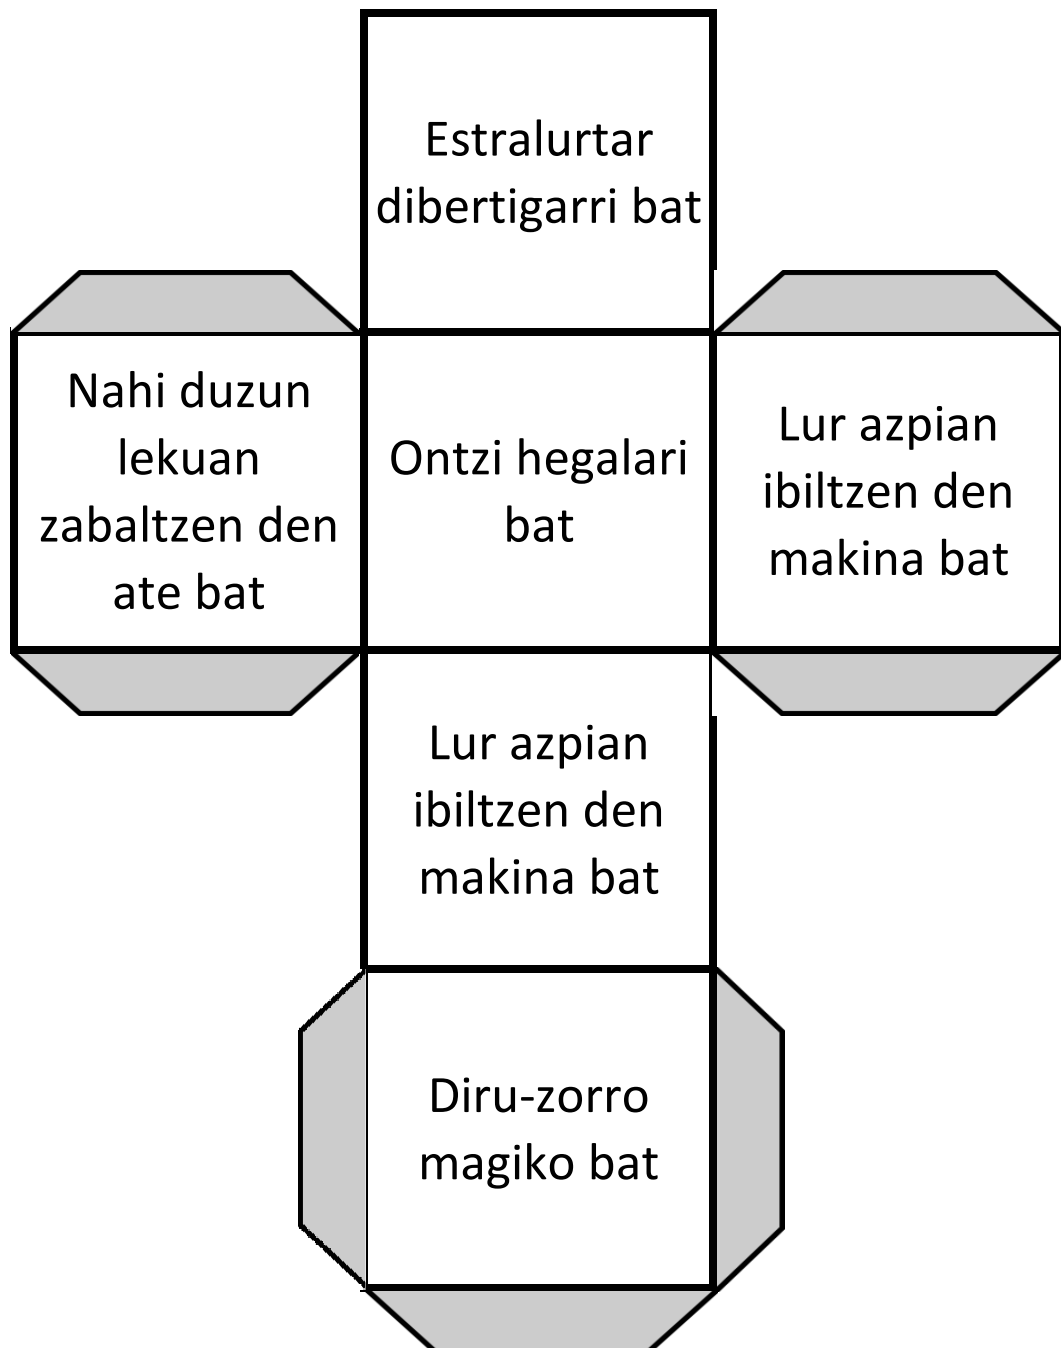 Estralurtar
dibertigarri bat
Nahi duzun
lekuan
zabaltzen den
ate bat
Ontzi hegalari
bat
Lur azpian
ibiltzen den
makina bat
Lur azpian
ibiltzen den
makina bat
Diru-zorro
magiko bat